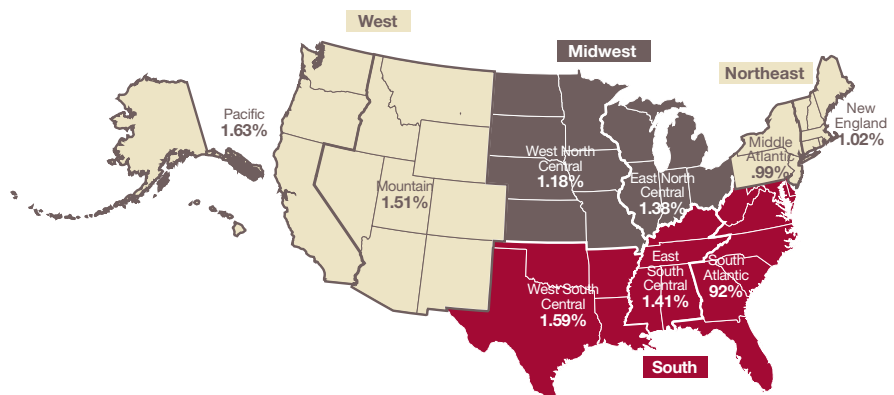 West
Midwest
Northeast
Pacific
1.63%
New
England
1.02%
Middle
Atlantic
.99%
West North
Central
1.18%
East North
Central
1.38%
Mountain
1.51%
East
South
Central
1.41%
South
Atlantic
92%
West South
Central
1.59%
South